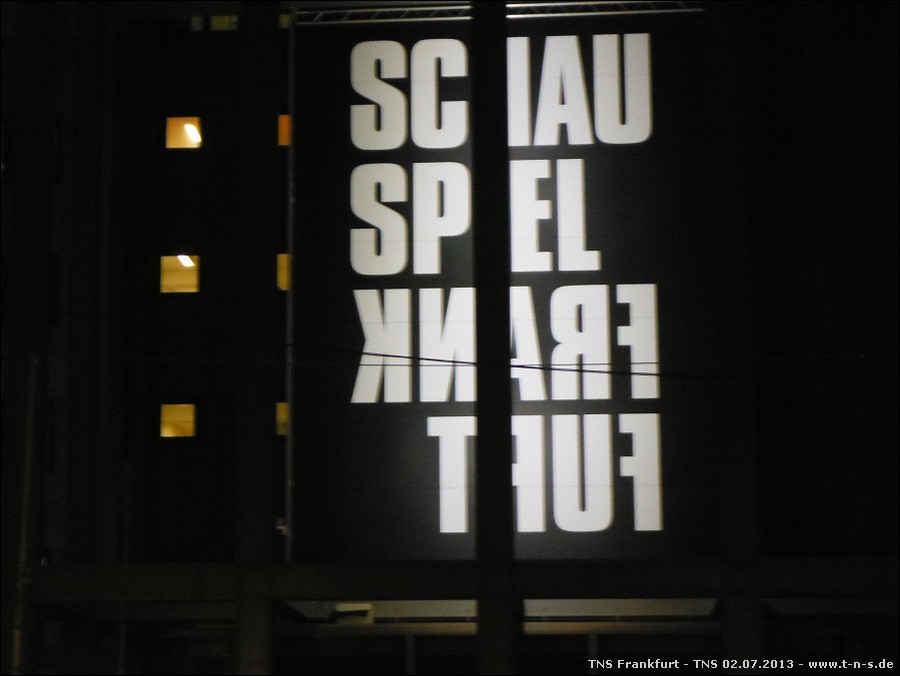 SCHAU
SPIEL
FRANK
FURT
TNS Frankfurt - TNS 02.07.2013 - www.t-n-s.de